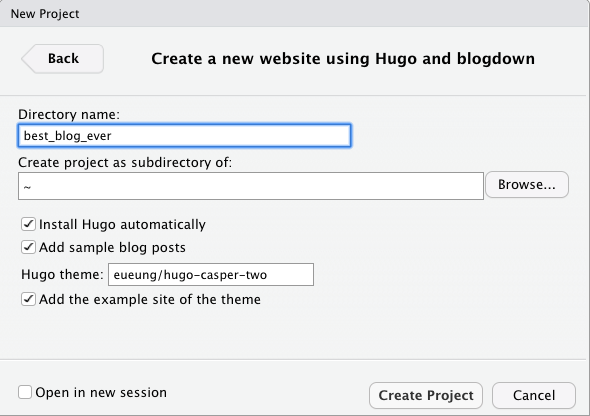 New Project
Back
Create a new website using Hugo and blogdown
Directory name:
best_blog_ever
Create project as subdirectory of:
~
Browse...
Install Hugo automatically
Add sample blog posts
Hugo theme: eueung/hugo-casper-two
Add the example site of the theme
Open in new session
Create Project
Cancel